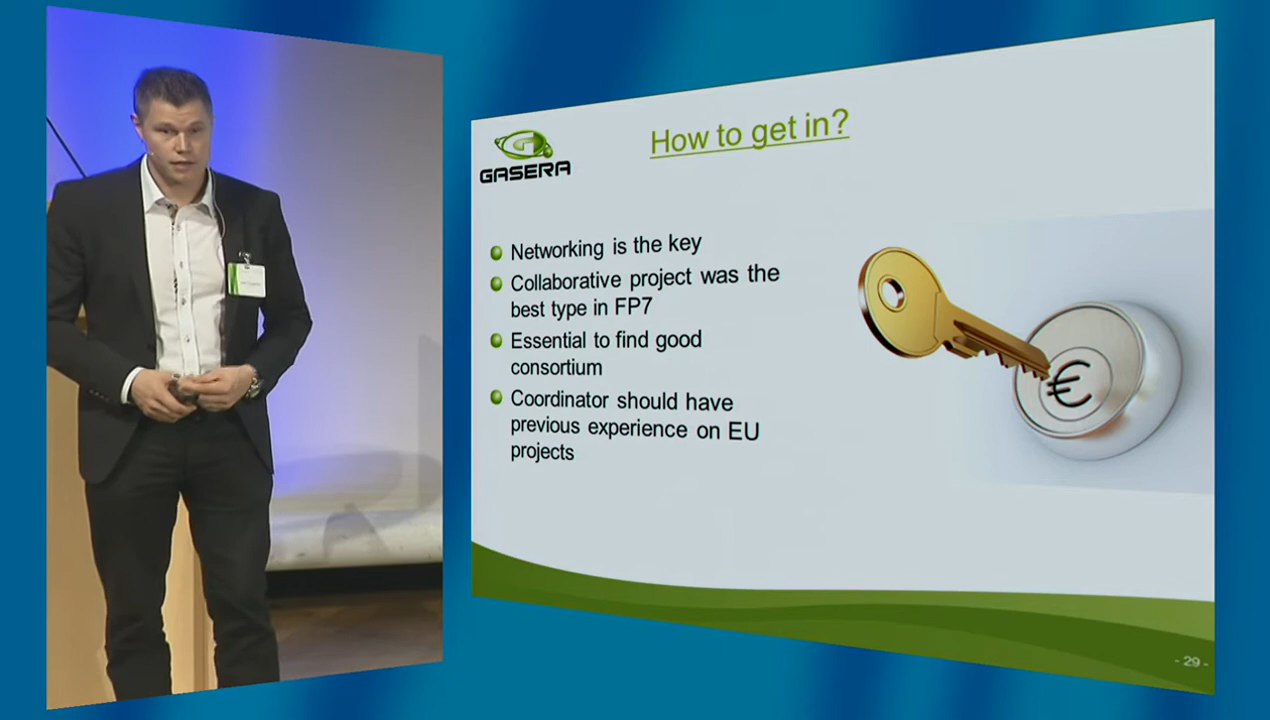 GASERA
How to get in?
Networking is the key
Collaborative project was the
best type in FP7
Essential to find good
consortium
Coordinator should have
previous experience on EU
projects
€
- 29 -